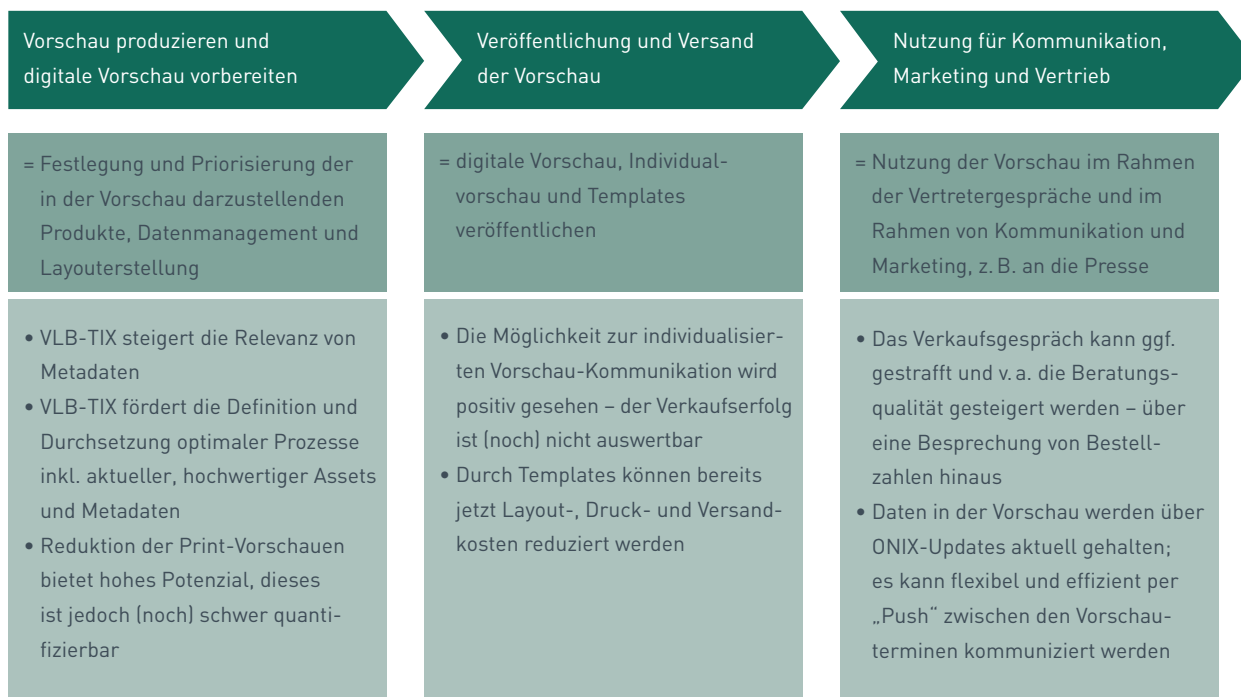 Vorschau produzieren und
digitale Vorschau vorbereiten
Veröffentlichung und Versand
der Vorschau
Nutzung für Kommunikation,
Marketing und Vertrieb
= Festlegung und Priorisierung der
in der Vorschau darzustellenden
Produkte, Datenmanagement und
Layouterstellung
= digitale Vorschau, Individual-
vorschau und Templates
veröffentlichen
= Nutzung der Vorschau im Rahmen
der Vertretergespräche und im
Rahmen von Kommunikation und
Marketing, z. B. an die Presse
• VLB-TIX steigert die Relevanz von
Metadaten
• VLB-TIX fördert die Definition und
Durchsetzung optimaler Prozesse
inkl. aktueller, hochwertiger Assets
und Metadaten
• Reduktion der Print-Vorschauen
bietet hohes Potenzial, dieses
ist jedoch (noch) schwer quanti-
fizierbar
• Die Möglichkeit zur individualisier-
ten Vorschau-Kommunikation wird
positiv gesehen – der Verkaufserfolg
ist (noch) nicht auswertbar
• Durch Templates können bereits
jetzt Layout-, Druck- und Versand-
kosten reduziert werden
• Das Verkaufsgespräch kann ggf.
gestrafft und v. a. die Beratungs-
qualität gesteigert werden – über
eine Besprechung von Bestell-
zahlen hinaus
• Daten in der Vorschau werden über
ONIX-Updates aktuell gehalten;
es kann flexibel und effizient per
„Push“ zwischen den Vorschau-
terminen kommuniziert werden